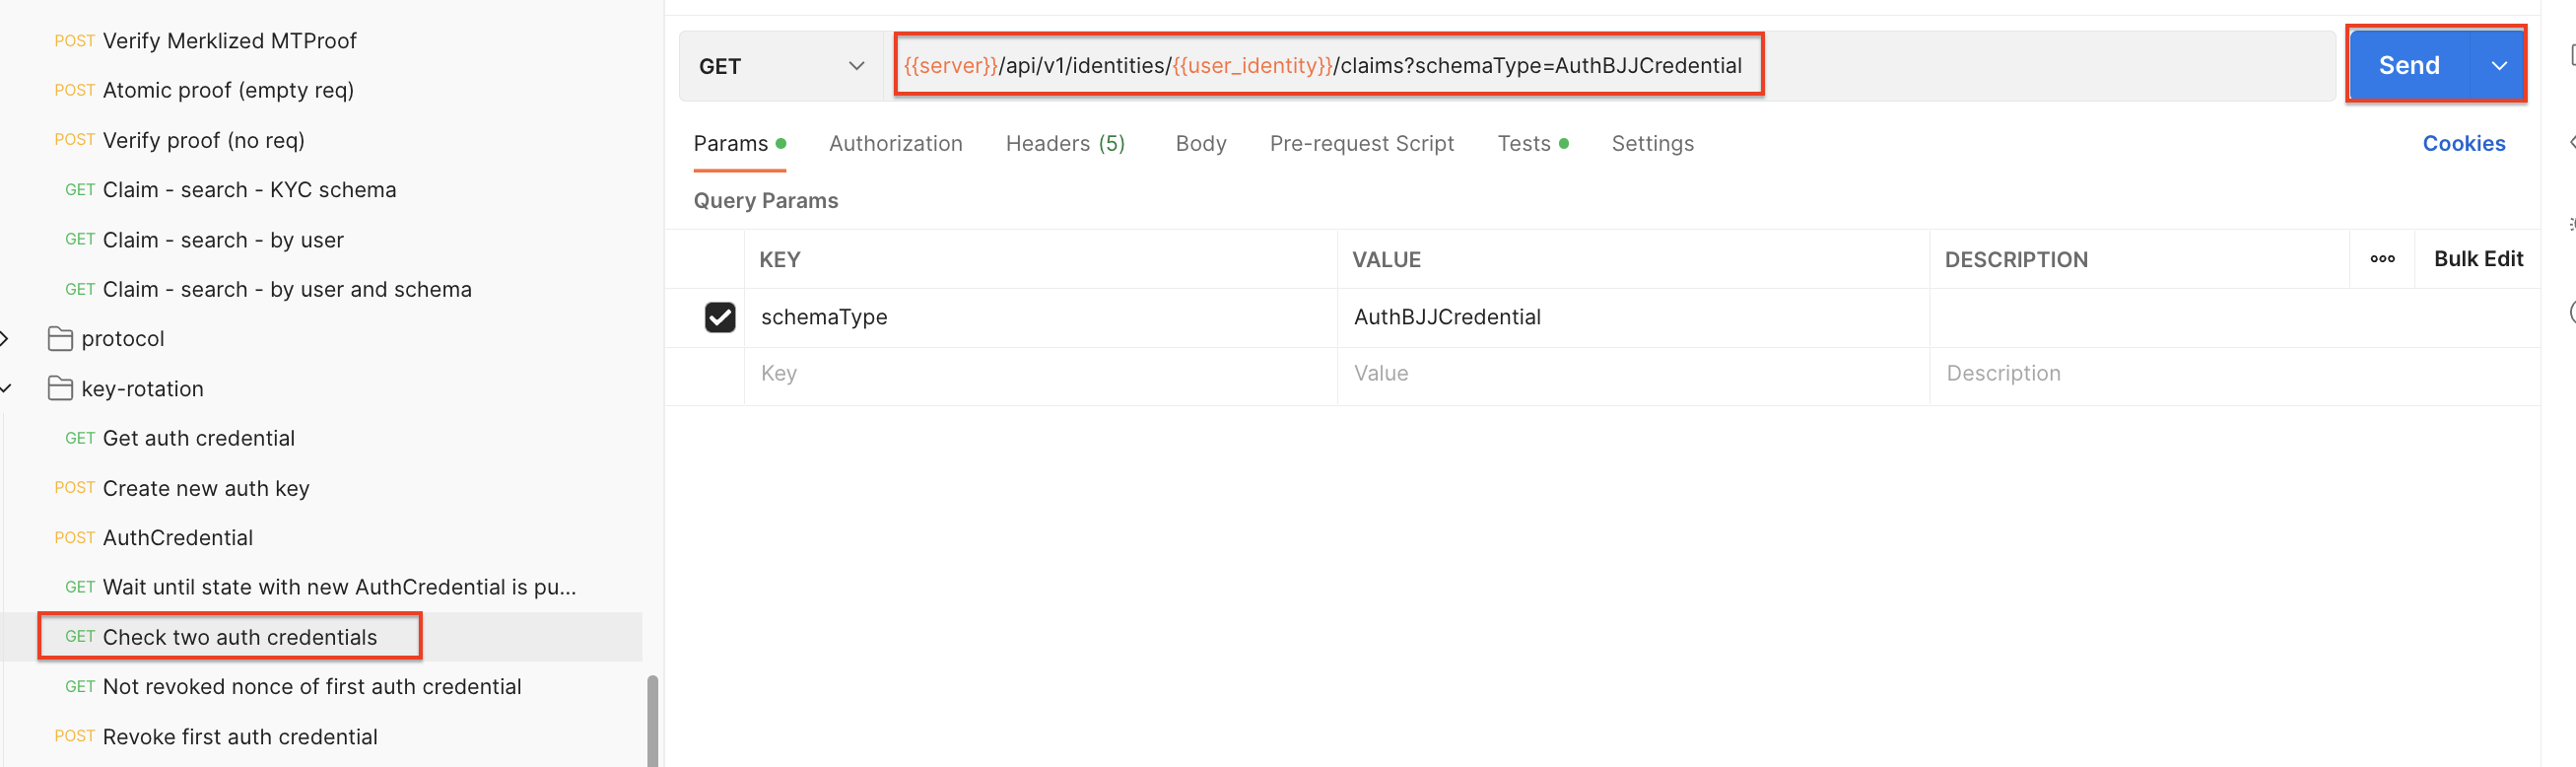 POST Verify Merklized MTProof
POST Atomic proof (empty req)
POST Verify proof (no req)
GET Claim - search - KYC schema
GET Claim - search - by user
GET Claim - search - by user and schema
protocol
key-rotation
GET Get auth credential
POST Create new auth key
POST AuthCredential
GET Wait until state with new AuthCredential is pu...
GET Check two auth credentials
GET Not revoked nonce of first auth credential
POST Revoke first auth credential
GET {{server}}/api/v1/identities/{{user_identity}}/claims?schemaType=AuthBJJCredential Send
Params Authorization Headers (5) Body Pre-request Script Tests Settings Cookies
Query Params
KEY VALUE DESCRIPTION Bulk Edit
schemaType AuthBJJCredential
Key Value Description